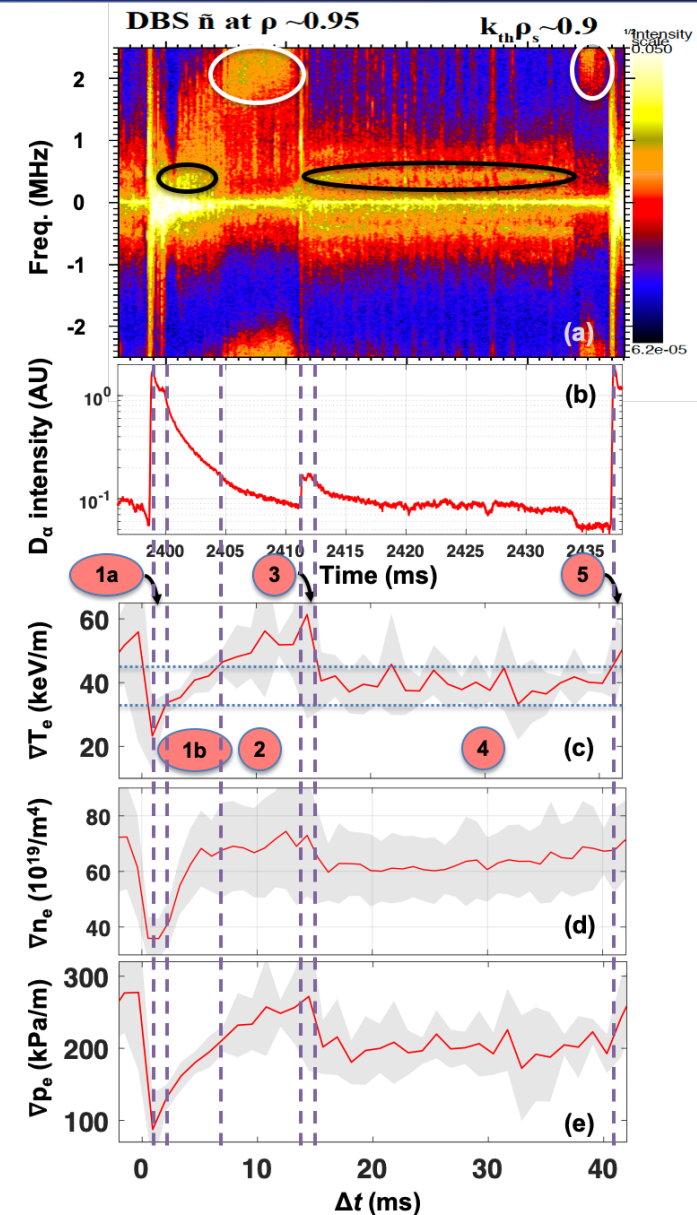 DBS ñ at ρ ~0.95
k_thρ_s~0.9
Intensity
scale
0.050
2
1
0
-1
-2
Freq. (MHz)
(a)
6.2e-05
10^0
10^-1
D_α intensity (AU)
(b)
2400 2405 2410 2415 2420 2425 2430 2435
Time (ms)
1a
3
5
60
40
20
∇T_e (keV/m)
1b
2
4
(c)
80
60
40
∇n_e (10^19/m^4)
(d)
300
200
100
∇p_e (kPa/m)
(e)
0 10 20 30 40
Δt (ms)